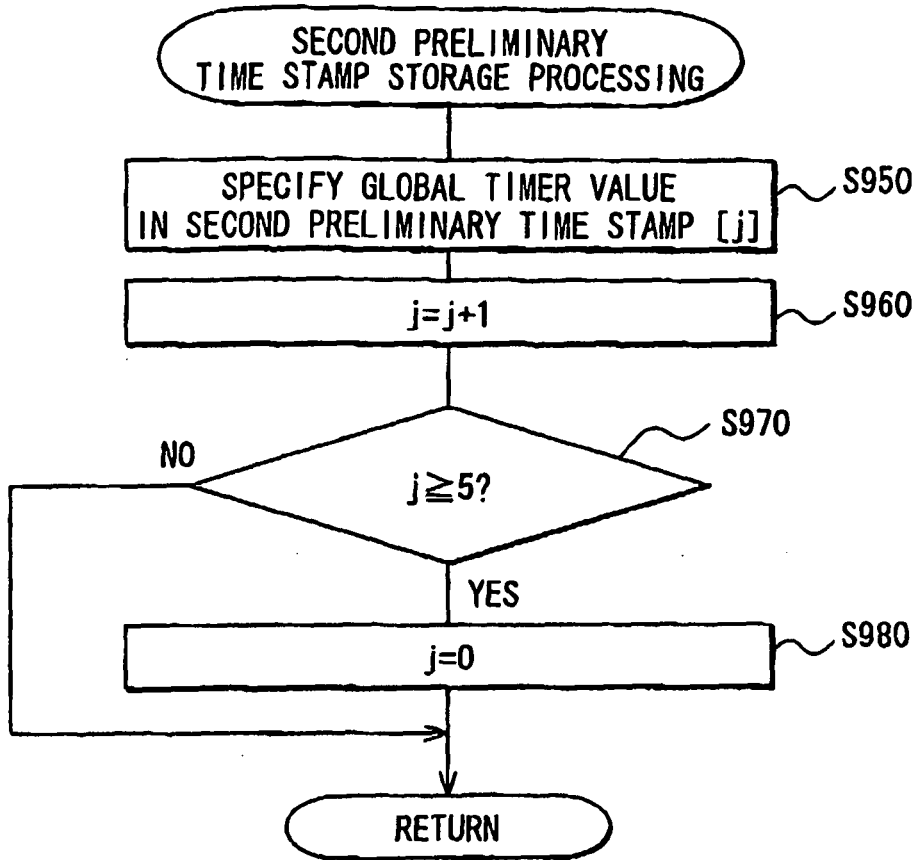 SECOND PRELIMINARY
TIME STAMP STORAGE PROCESSING
SPECIFY GLOBAL TIMER VALUE
IN SECOND PRELIMINARY TIME STAMP [j]
S950
j=j+1
S960
S970
NO
j≧5?
YES
j=0
S980
RETURN